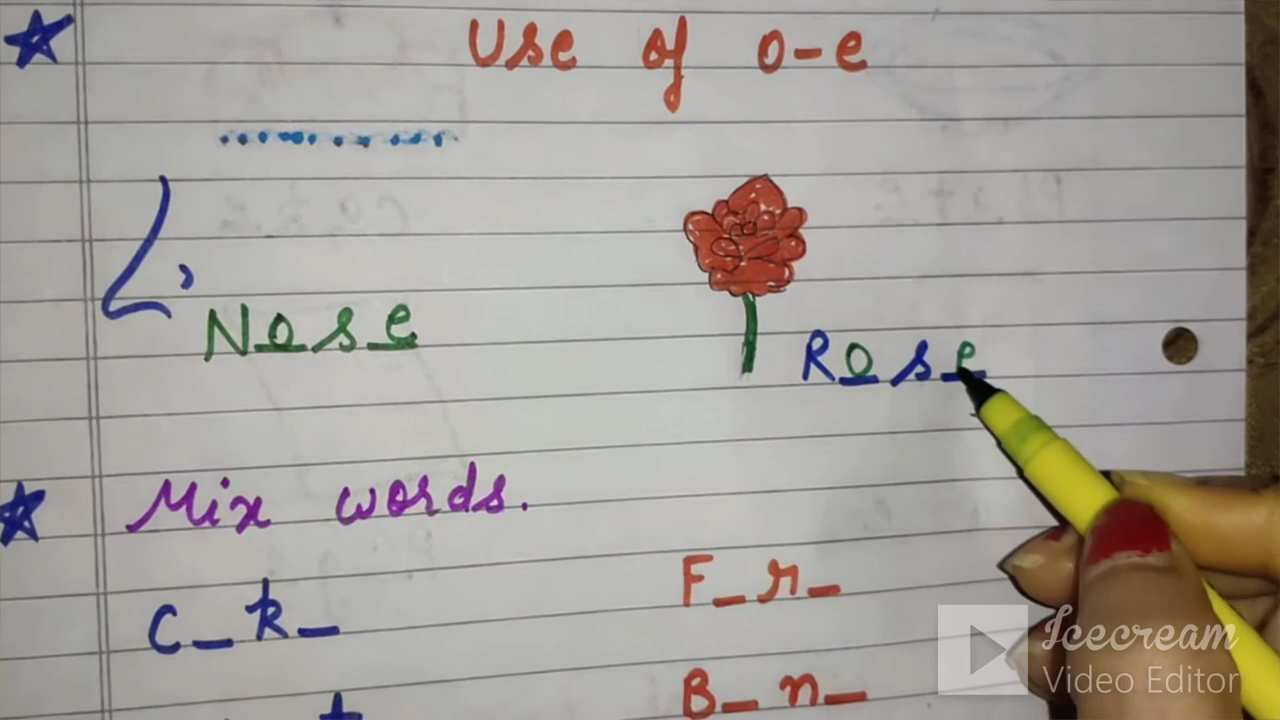 Use of o-e
Nose
Rose
Mix words.
C_k_
F_r_
B_n_
Icecream
Video Editor